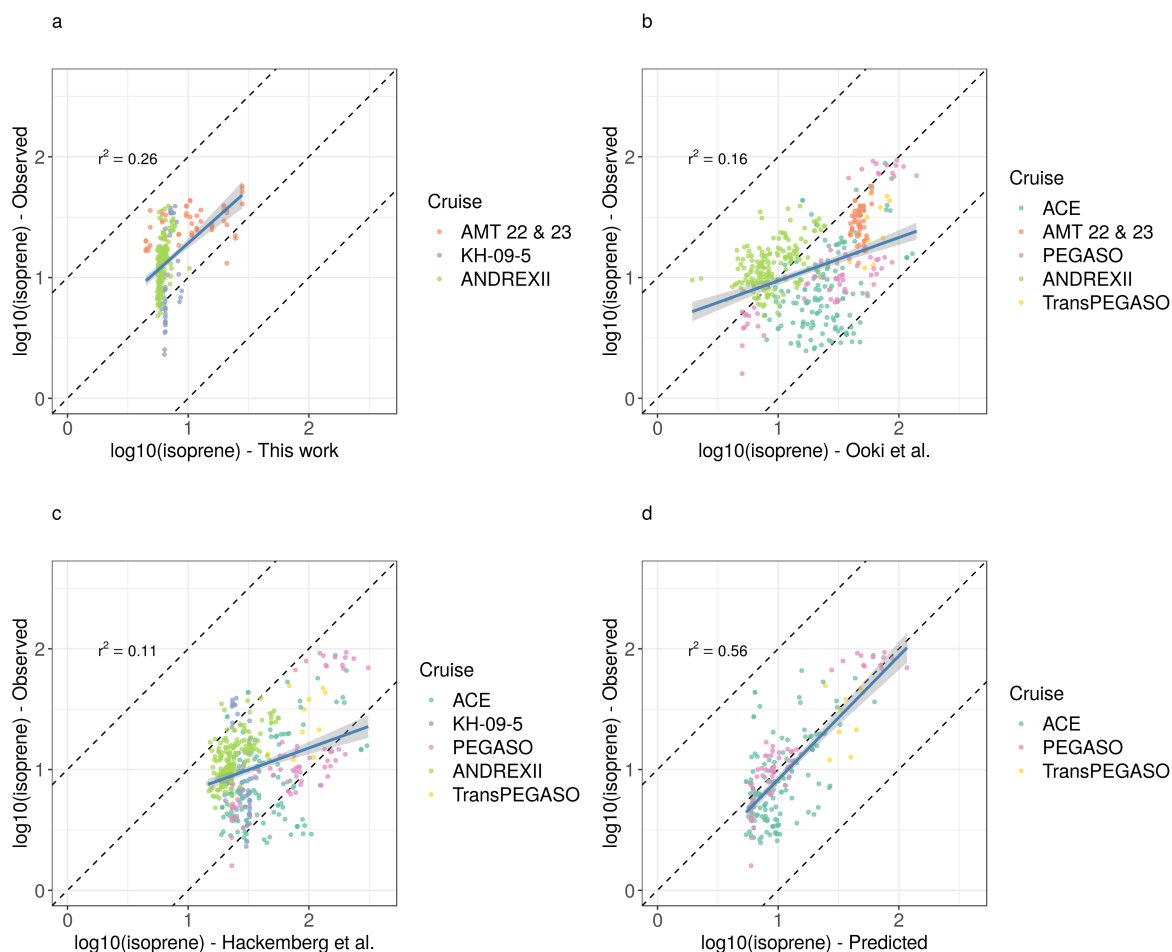 a
log10(isoprene) - Observed
2
1
0
r² = 0.26
0 1 2
log10(isoprene) - This work
Cruise
AMT 22 & 23
KH-09-5
ANDREXII
b
log10(isoprene) - Observed
2
1
0
r² = 0.16
0 1 2
log10(isoprene) - Ooki et al.
Cruise
ACE
AMT 22 & 23
PEGASO
ANDREXII
TransPEGASO
c
log10(isoprene) - Observed
2
1
0
r² = 0.11
0 1 2
log10(isoprene) - Hackemberg et al.
Cruise
ACE
KH-09-5
PEGASO
ANDREXII
TransPEGASO
d
log10(isoprene) - Observed
2
1
0
r² = 0.56
0 1 2
log10(isoprene) - Predicted
Cruise
ACE
PEGASO
TransPEGASO